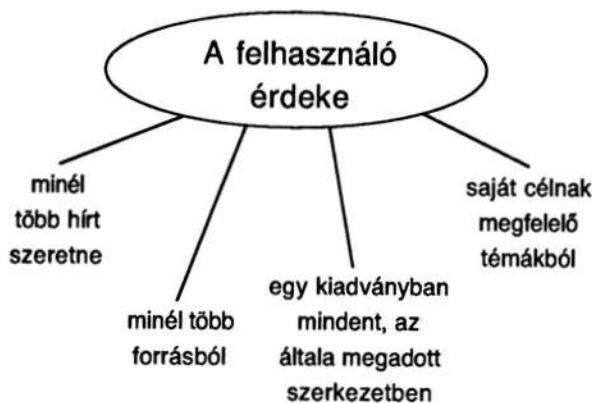 A felhasználó
érdeke
minél
több hírt
szeretne
minél több
forrásból
egy kiadványban
mindent, az
általa megadott
szerkezetben
saját célnak
megfelelő
témákból